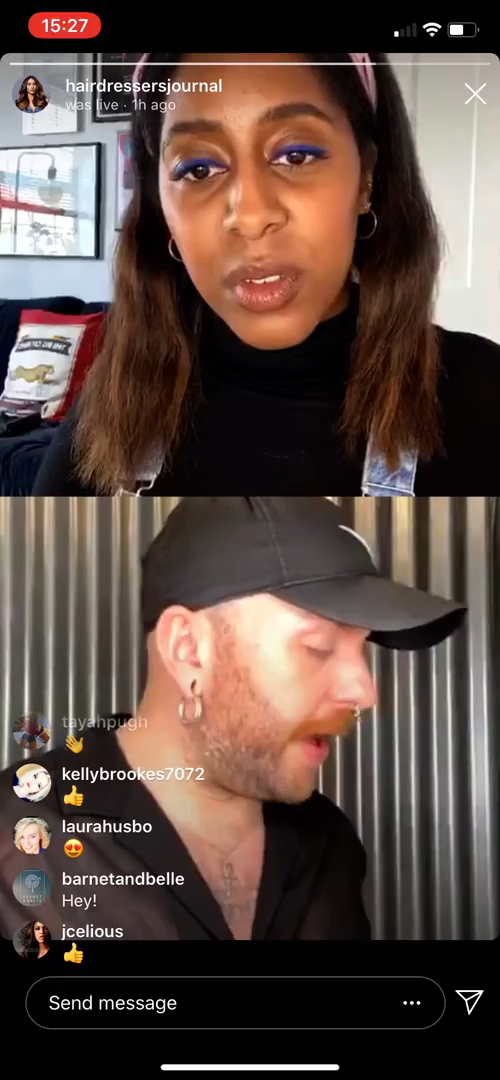 15:27
hairdressersjournal
was live · 1h ago
tayahpugh
👋
kellybrookes7072
👍
laurahusbo
😍
barnetandbelle
Hey!
jcelious
👍
Send message